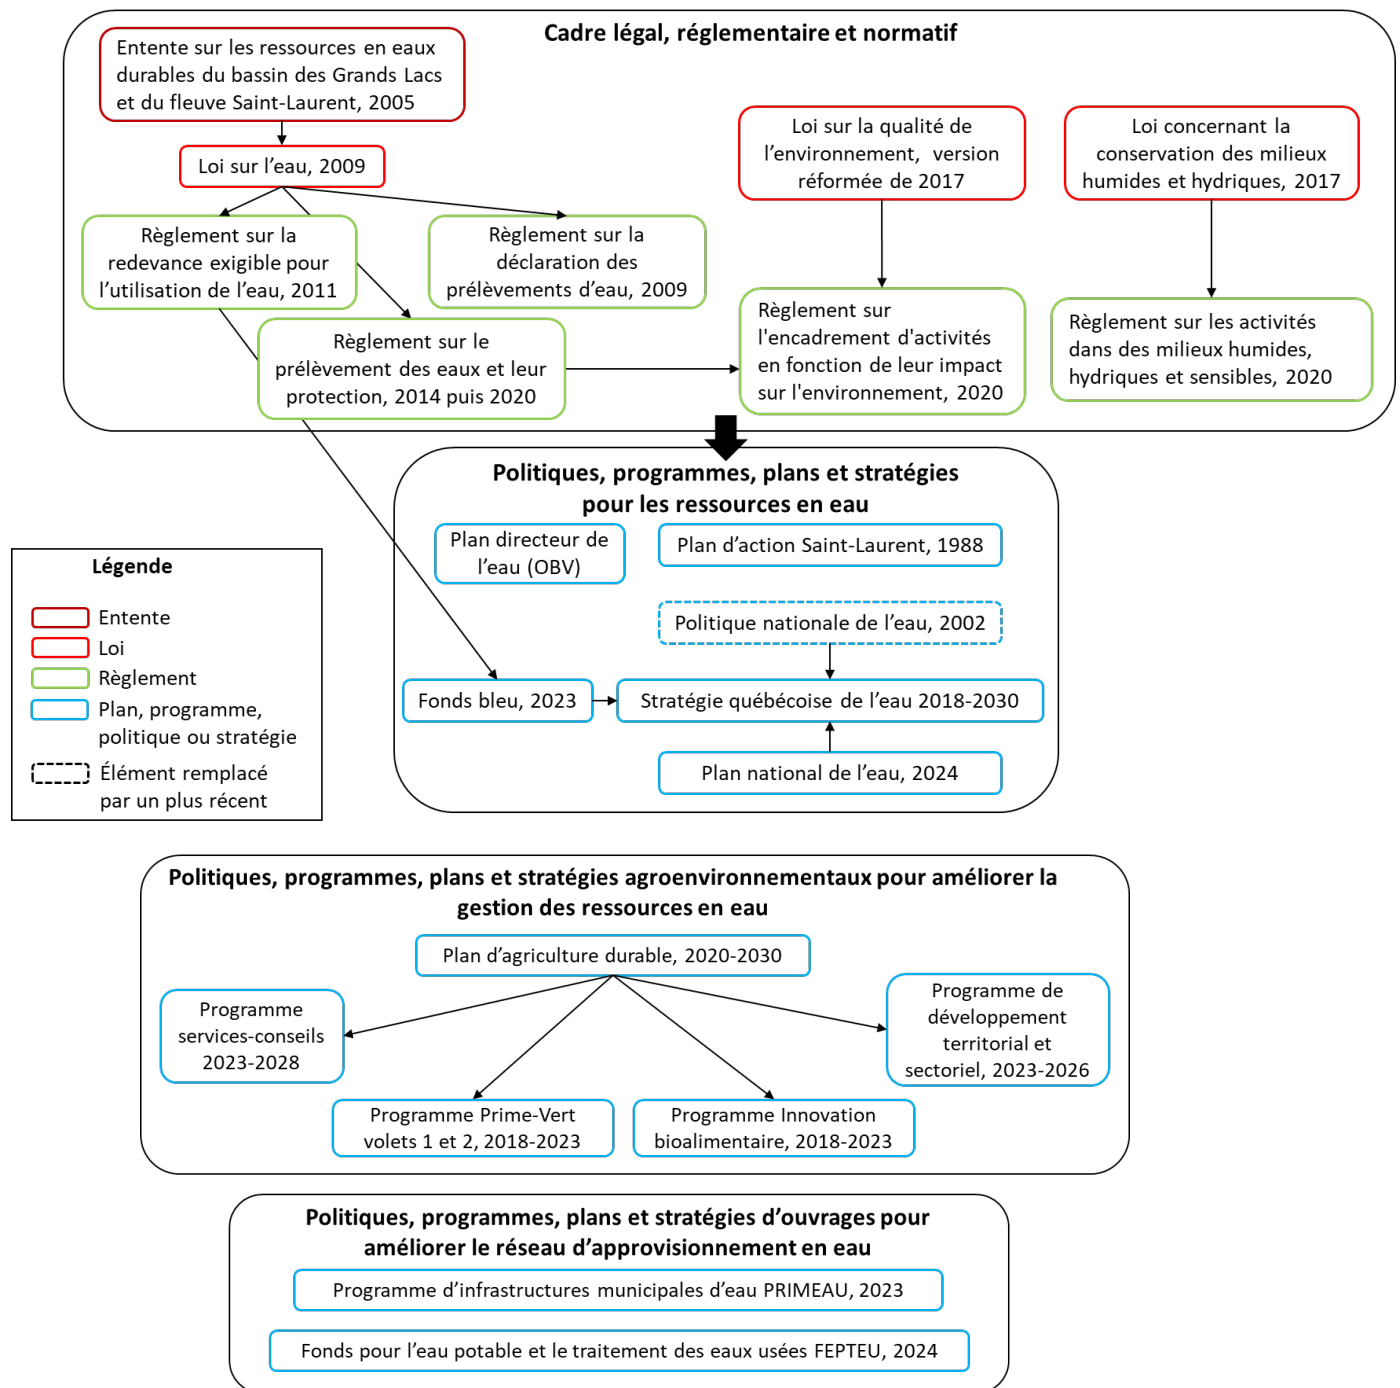 Cadre légal, réglementaire et normatif
Entente sur les ressources en eaux
durables du bassin des Grands Lacs
et du fleuve Saint-Laurent, 2005
Loi sur l’eau, 2009
Loi sur la qualité de
l’environnement, version
réformée de 2017
Loi concernant la
conservation des milieux
humides et hydriques, 2017
Règlement sur la
redevance exigible pour
l’utilisation de l’eau, 2011
Règlement sur la
déclaration des
prélèvements d’eau, 2009
Règlement sur le
prélèvement des eaux et leur
protection, 2014 puis 2020
Règlement sur
l'encadrement d'activités
en fonction de leur impact
sur l'environnement, 2020
Règlement sur les activités
dans des milieux humides,
hydriques et sensibles, 2020
Politiques, programmes, plans et stratégies
pour les ressources en eau
Plan directeur de
l’eau (OBV)
Plan d’action Saint-Laurent, 1988
Politique nationale de l’eau, 2002
Fonds bleu, 2023
Stratégie québécoise de l’eau 2018-2030
Plan national de l’eau, 2024
Légende
Entente
Loi
Règlement
Plan, programme,
politique ou stratégie
Élément remplacé
par un plus récent
Politiques, programmes, plans et stratégies agroenvironnementaux pour améliorer la
gestion des ressources en eau
Plan d’agriculture durable, 2020-2030
Programme
services-conseils
2023-2028
Programme de
développement
territorial et
sectoriel, 2023-2026
Programme Prime-Vert
volets 1 et 2, 2018-2023
Programme Innovation
bioalimentaire, 2018-2023
Politiques, programmes, plans et stratégies d’ouvrages pour
améliorer le réseau d’approvisionnement en eau
Programme d’infrastructures municipales d’eau PRIMEAU, 2023
Fonds pour l’eau potable et le traitement des eaux usées FEPTEU, 2024